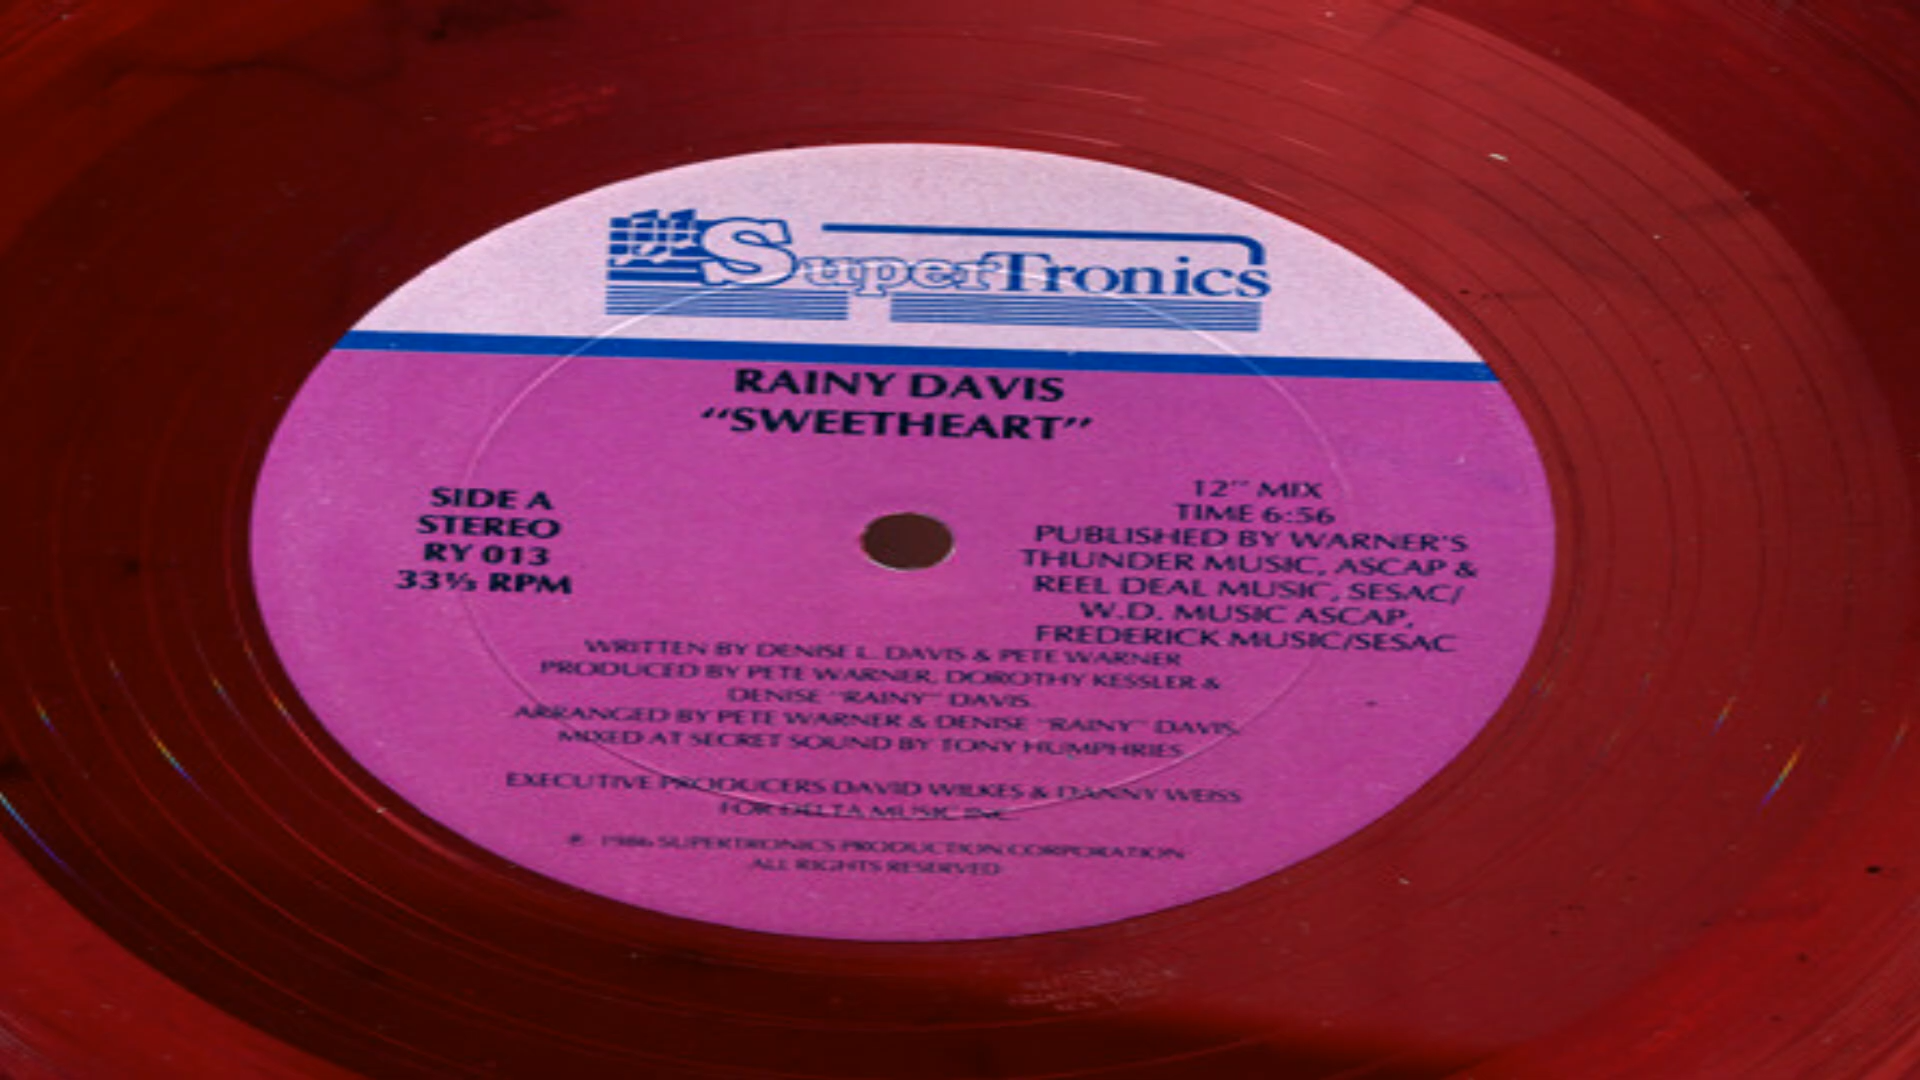 SuperTronics
RAINY DAVIS
“SWEETHEART”
SIDE A
STEREO
RY 013
33⅓ RPM
12" MIX
TIME 6:56
PUBLISHED BY WARNER'S
THUNDER MUSIC, ASCAP &
REEL DEAL MUSIC, SESAC/
W.D. MUSIC ASCAP,
FREDERICK MUSIC/SESAC
WRITTEN BY DENISE L. DAVIS & PETE WARNER
PRODUCED BY PETE WARNER, DOROTHY KESSLER &
DENISE "RAINY" DAVIS.
ARRANGED BY PETE WARNER & DENISE "RAINY" DAVIS.
MIXED AT SECRET SOUND BY TONY HUMPHRIES
EXECUTIVE PRODUCERS DAVID WILKES & DANNY WEISS
FOR DELTA MUSIC INC.
℗ 1986 SUPERTRONICS PRODUCTION CORPORATION
ALL RIGHTS RESERVED